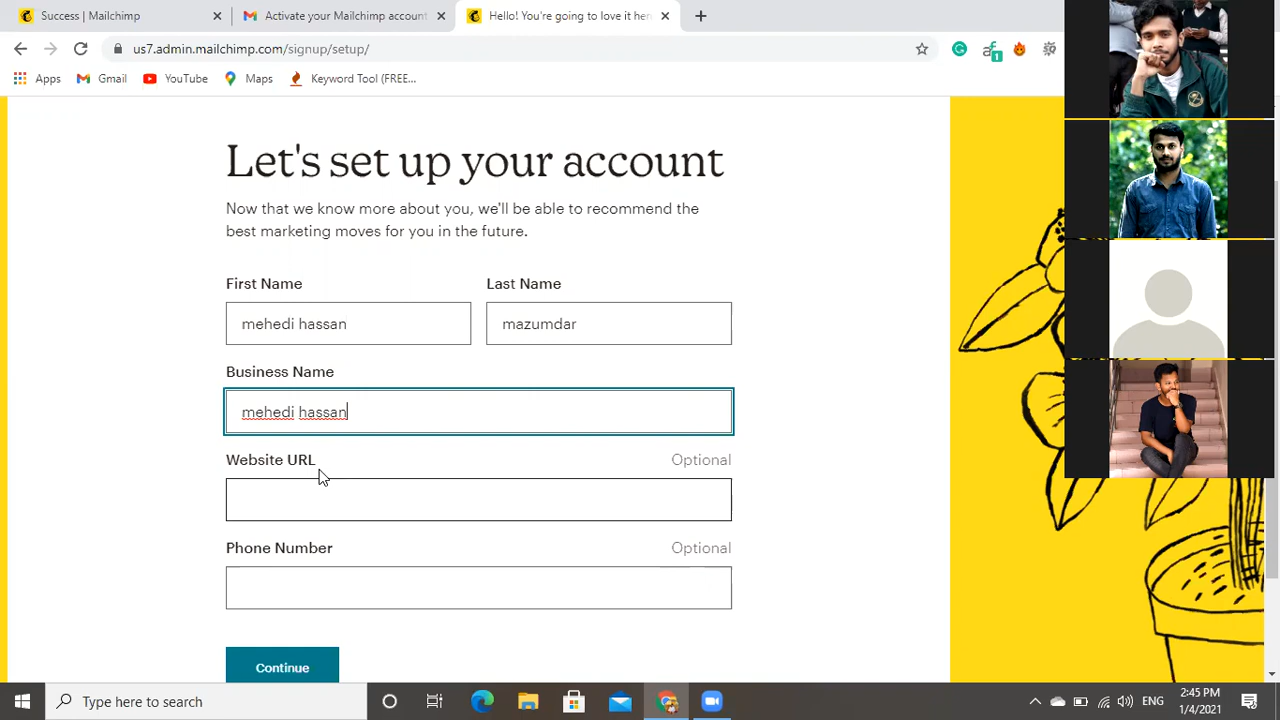 Success | Mailchimp
Activate your Mailchimp account
Hello! You're going to love it here
us7.admin.mailchimp.com/signup/setup/
1
Apps
Gmail
YouTube
Maps
Keyword Tool (FREE...
Let's set up your account
Now that we know more about you, we'll be able to recommend the
best marketing moves for you in the future.
First Name
Last Name
mehedi hassan
mazumdar
Business Name
mehedi hassan
Website URL
Optional
Phone Number
Optional
Continue
Type here to search
ENG
2:45 PM
1/4/2021